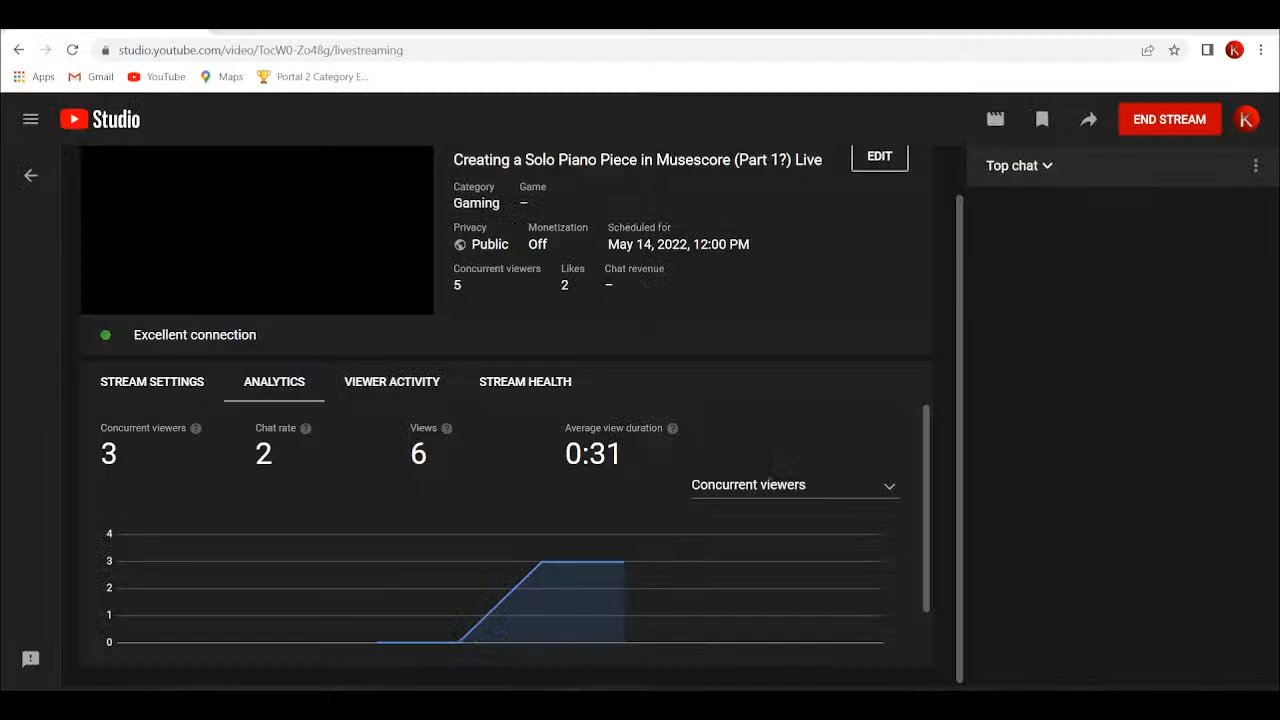 studio.youtube.com/video/TocW0-Zo48g/livestreaming
K
Apps Gmail YouTube Maps Portal 2 Category E...
Studio
END STREAM
K
Creating a Solo Piano Piece in Musescore (Part 1?) Live
EDIT
Top chat
Category Game
Gaming –
Privacy Monetization Scheduled for
Public Off May 14, 2022, 12:00 PM
Concurrent viewers Likes Chat revenue
5 2 –
Excellent connection
STREAM SETTINGS ANALYTICS VIEWER ACTIVITY STREAM HEALTH
Concurrent viewers ? Chat rate ? Views ? Average view duration ?
3 2 6 0:31
Concurrent viewers
4
3
2
1
0